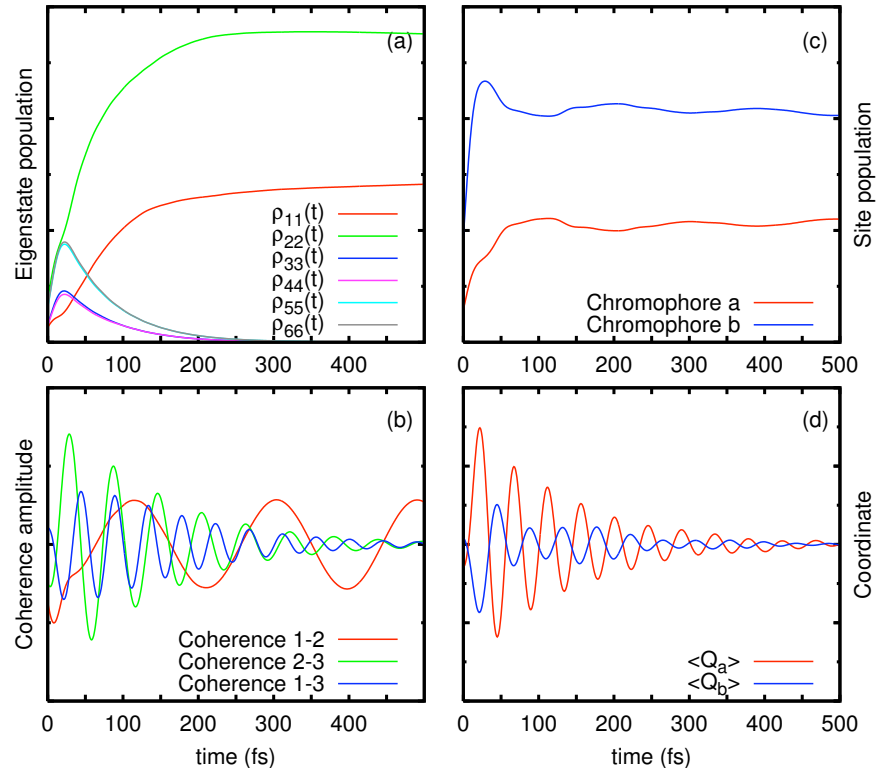 (a)
Eigenstate population
ρ11(t)
ρ22(t)
ρ33(t)
ρ44(t)
ρ55(t)
ρ66(t)
0 100 200 300 400
(c)
Site population
Chromophore a
Chromophore b
0 100 200 300 400 500
(b)
Coherence amplitude
Coherence 1-2
Coherence 2-3
Coherence 1-3
0 100 200 300 400
time (fs)
(d)
Coordinate
<Q_a>
<Q_b>
0 100 200 300 400 500
time (fs)